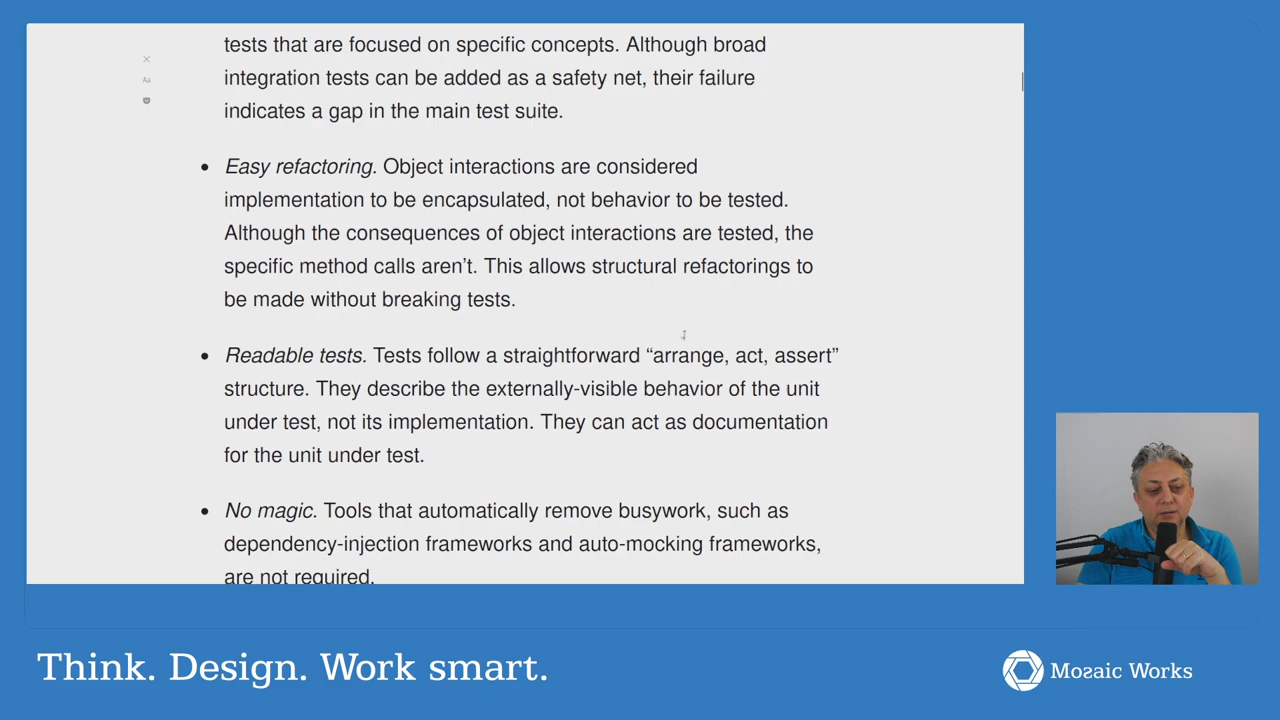 tests that are focused on specific concepts. Although broad
integration tests can be added as a safety net, their failure
indicates a gap in the main test suite.
Aa
• Easy refactoring. Object interactions are considered
implementation to be encapsulated, not behavior to be tested.
Although the consequences of object interactions are tested, the
specific method calls aren’t. This allows structural refactorings to
be made without breaking tests.
• Readable tests. Tests follow a straightforward “arrange, act, assert”
structure. They describe the externally-visible behavior of the unit
under test, not its implementation. They can act as documentation
for the unit under test.
• No magic. Tools that automatically remove busywork, such as
dependency-injection frameworks and auto-mocking frameworks,
are not required.
Think. Design. Work smart.
Mozaic Works